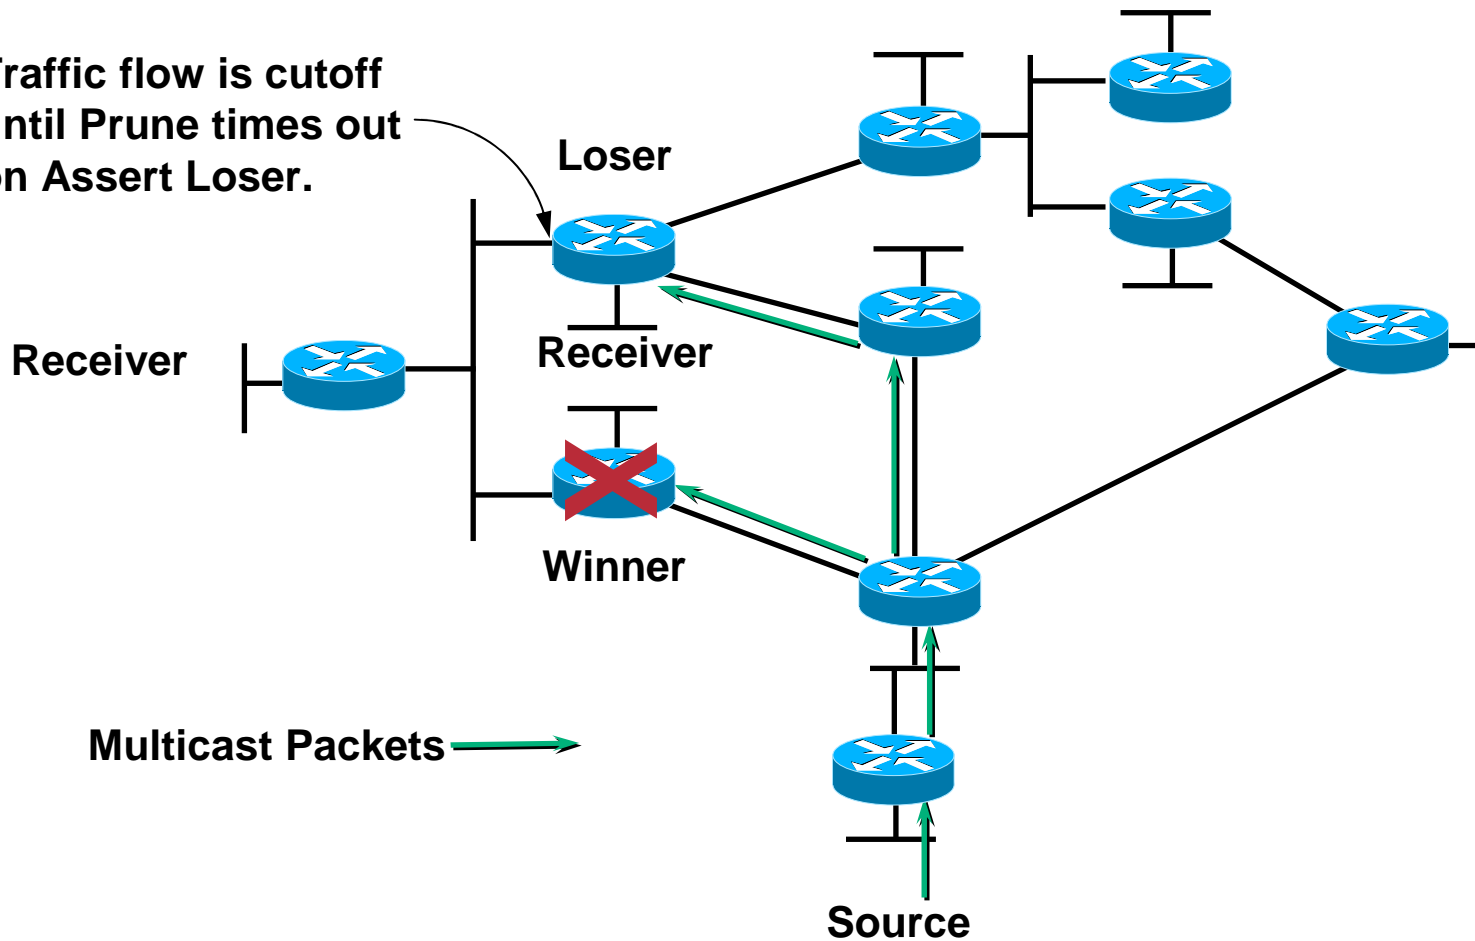 raffic flow is cutoff
ntil Prune times out
n Assert Loser.
Loser
Receiver
Receiver
Winner
Multicast Packets
Source